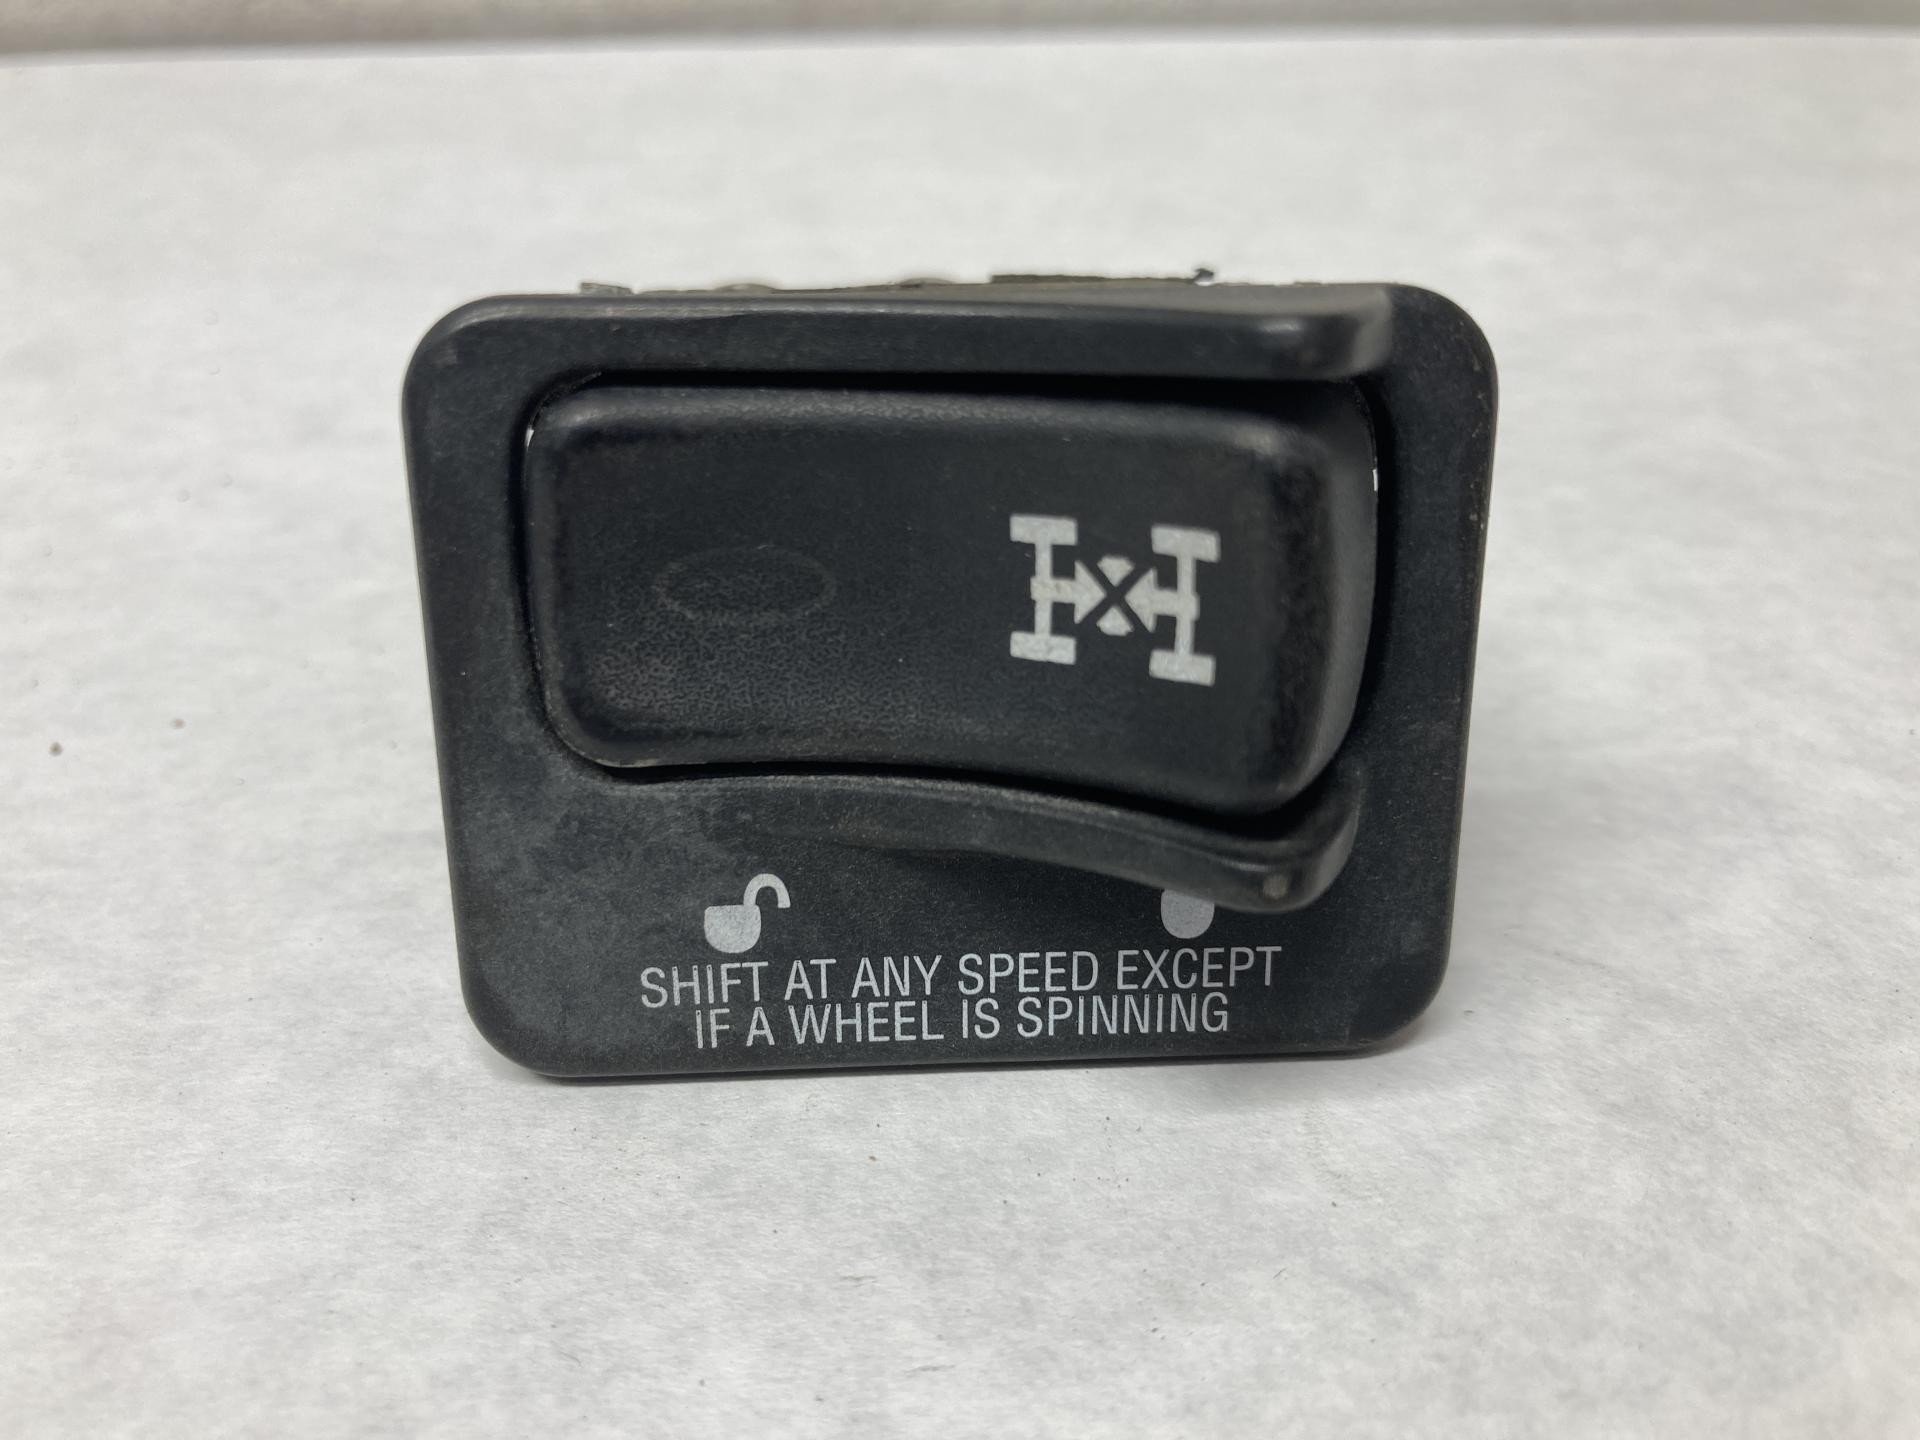 SHIFT AT ANY SPEED EXCEPT
IF A WHEEL IS SPINNING